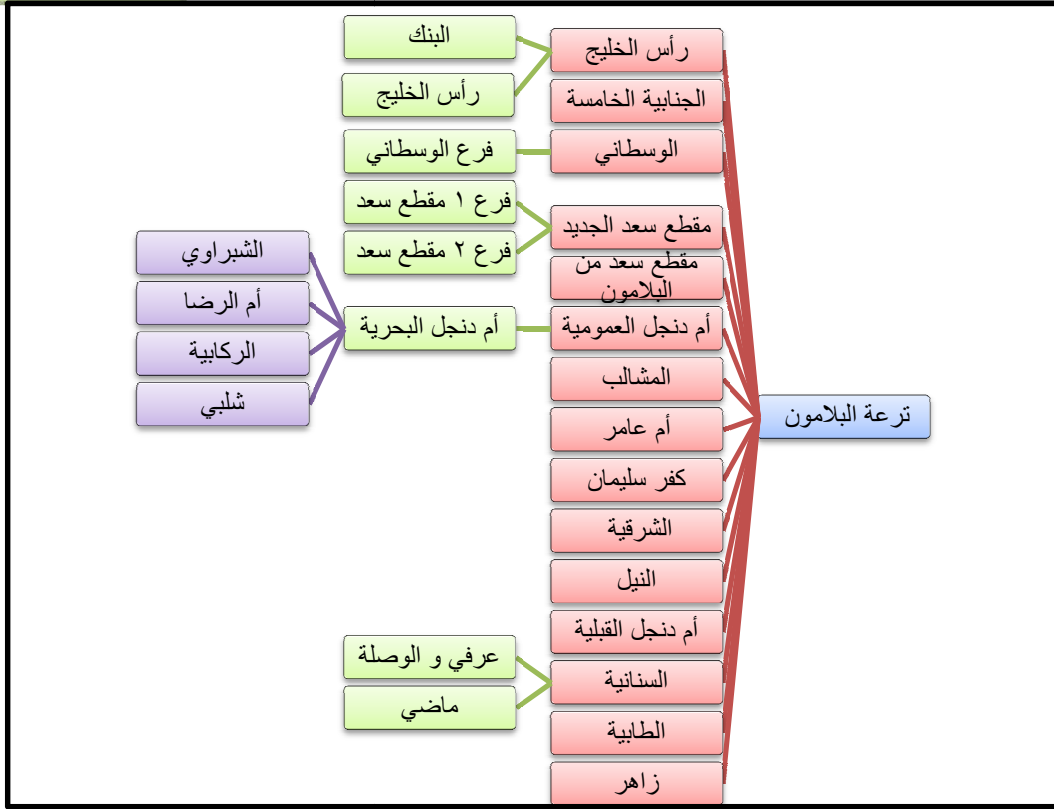 ترعة البلامون
رأس الخليج
البنك
رأس الخليج
الجنابية الخامسة
الوسطاني
فرع الوسطاني
مقطع سعد الجديد
فرع ١ مقطع سعد
فرع ٢ مقطع سعد
مقطع سعد من
البلامون
أم دنجل العمومية
أم دنجل البحرية
الشبراوي
أم الرضا
الركابية
شلبي
المشالب
أم عامر
كفر سليمان
الشرقية
النيل
أم دنجل القبلية
السنانية
عرفي و الوصلة
ماضي
الطابية
زاهر